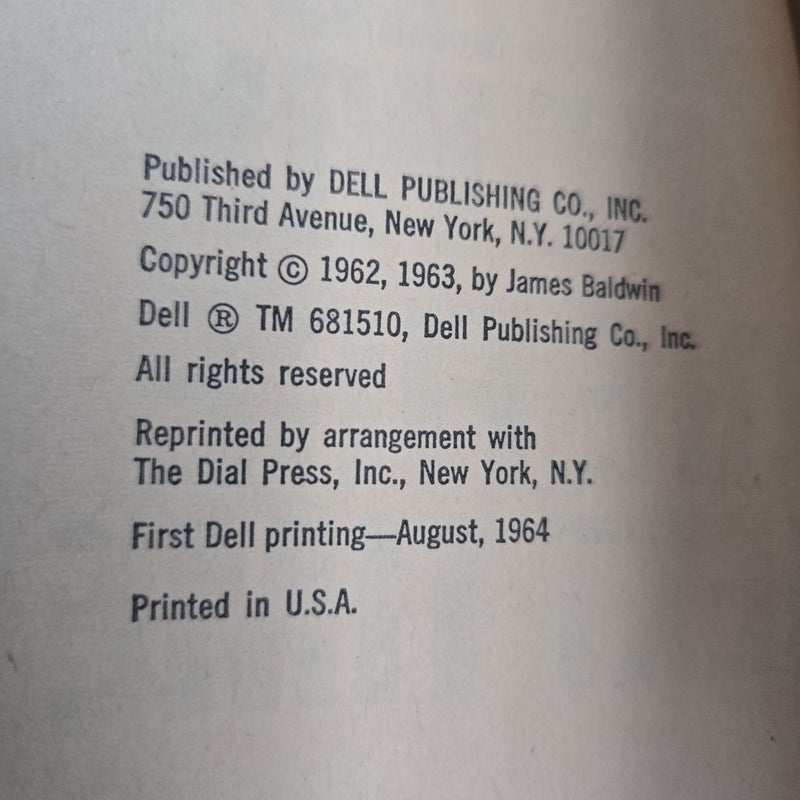 Published by DELL PUBLISHING CO., INC.
750 Third Avenue, New York, N.Y. 10017
Copyright © 1962, 1963, by James Baldwin
Dell ® TM 681510, Dell Publishing Co., Inc.
All rights reserved
Reprinted by arrangement with
The Dial Press, Inc., New York, N.Y.
First Dell printing—August, 1964
Printed in U.S.A.